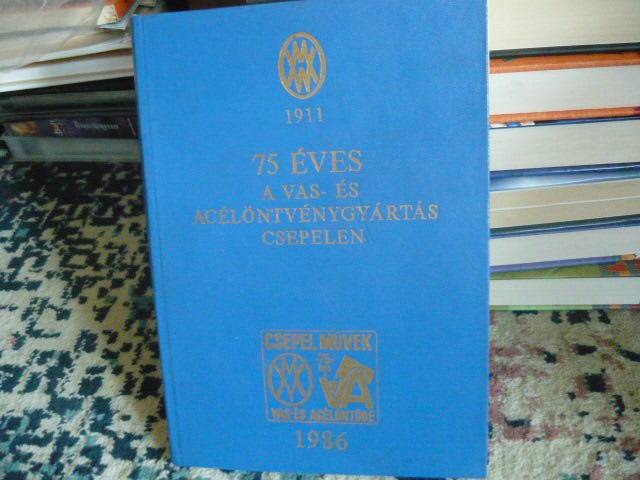 1911
75 ÉVES
A VAS- ÉS
ACÉLÖNTVÉNYGYÁRTÁS
CSEPELEN
CSEPEL MŰVEK
VAS-ÉS ACÉLÖNTÖDE
1986